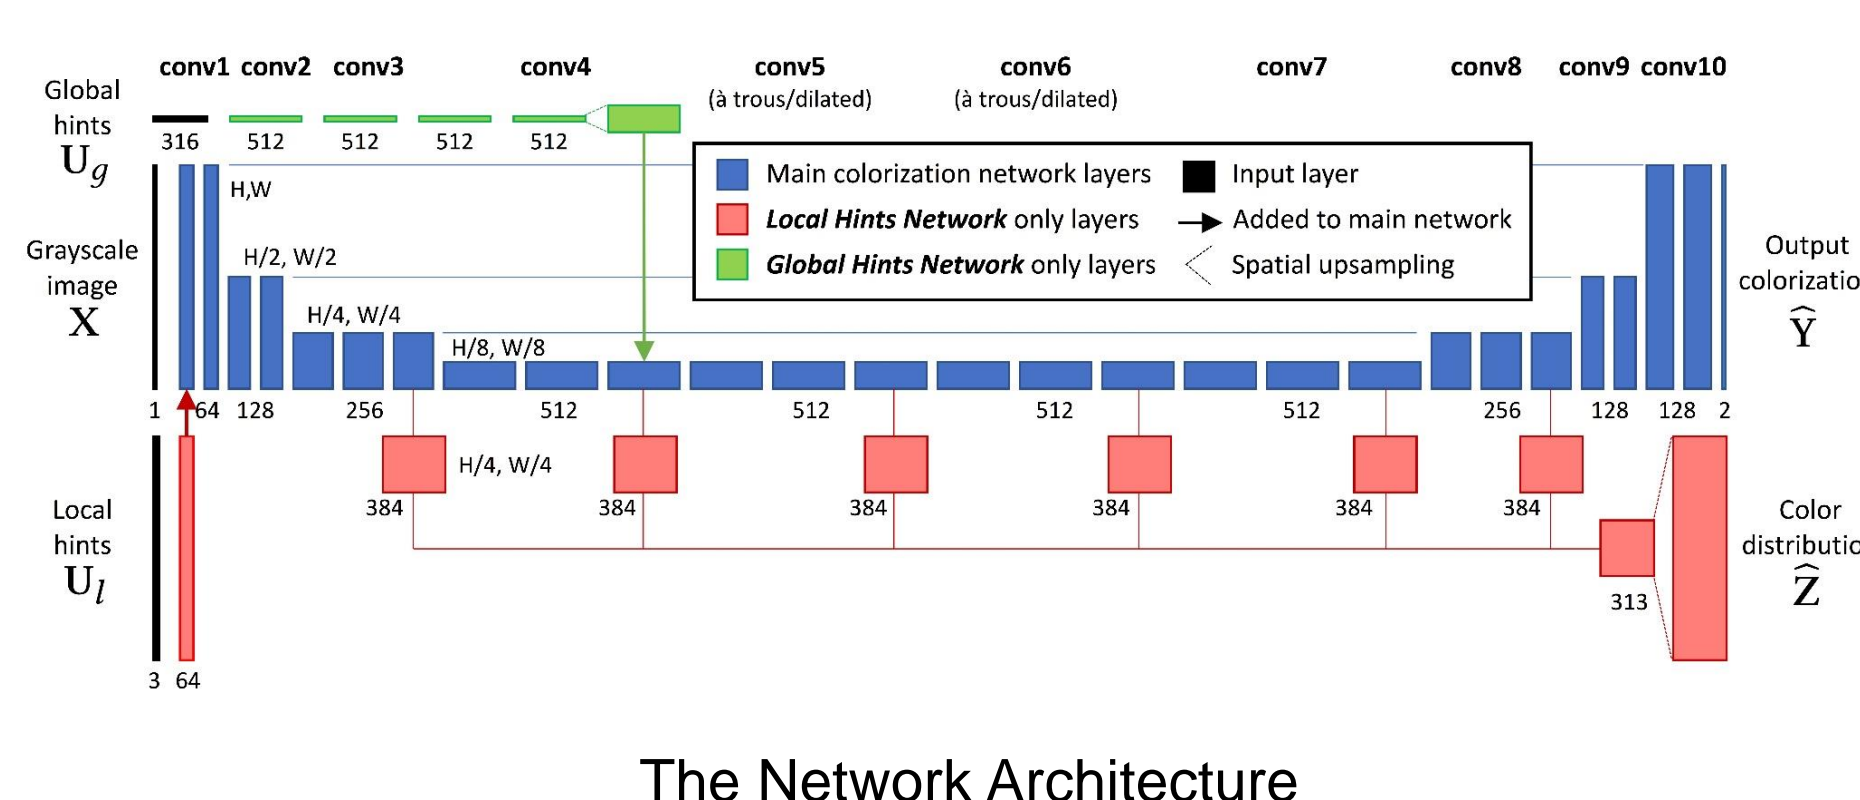 conv1 conv2 conv3 conv4 conv5 conv6 conv7 conv8 conv9 conv10
(à trous/dilated) (à trous/dilated)
Global
hints
U_g
316 512 512 512 512
Main colorization network layers
Local Hints Network only layers
Global Hints Network only layers
Input layer
Added to main network
Spatial upsampling
H,W
H/2, W/2
H/4, W/4
H/8, W/8
Grayscale
image
X
Output
colorizatio
Ŷ
1 64 128 256 512 512 512 512 256 128 128 2
H/4, W/4
384 384 384 384 384 384
Local
hints
U_l
313
Color
distributio
Ẑ
3 64
The Network Architecture